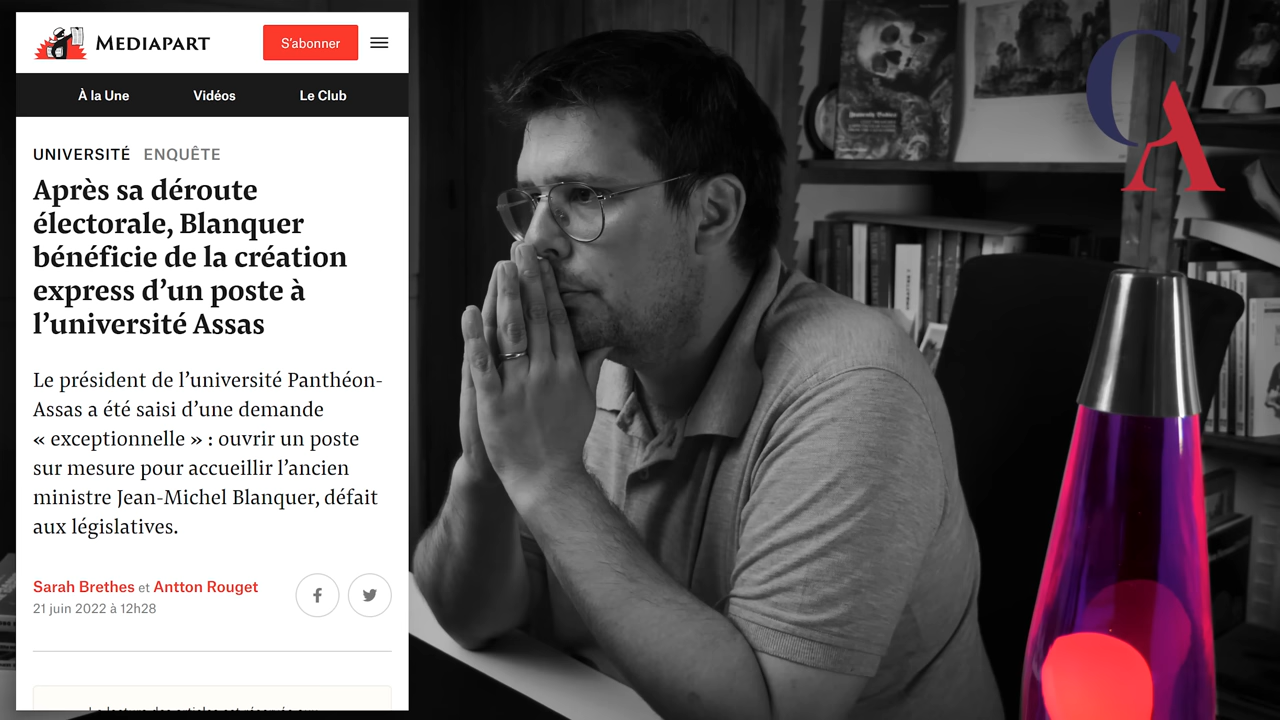 MEDIAPART
S'abonner
À la Une
Vidéos
Le Club
UNIVERSITÉ ENQUÊTE
Après sa déroute
électorale, Blanquer
bénéficie de la création
express d’un poste à
l’université Assas
Le président de l’université Panthéon-
Assas a été saisi d’une demande
« exceptionnelle » : ouvrir un poste
sur mesure pour accueillir l’ancien
ministre Jean-Michel Blanquer, défait
aux législatives.
Sarah Brethes et Antton Rouget
21 juin 2022 à 12h28
CA